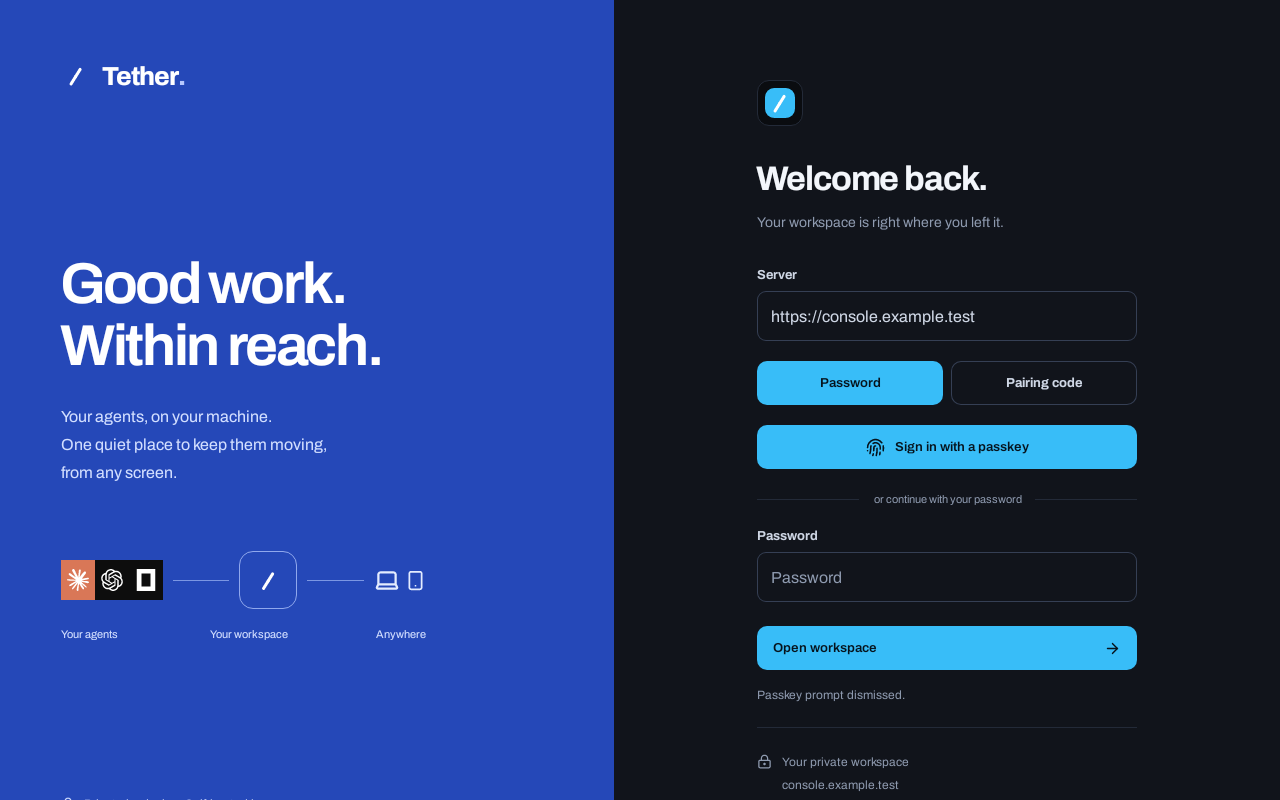 Tether.
Good work.
Within reach.
Your agents, on your machine.
One quiet place to keep them moving,
from any screen.
Your agents
Your workspace
Anywhere
Welcome back.
Your workspace is right where you left it.
Server
https://console.example.test
Password
Pairing code
Sign in with a passkey
or continue with your password
Password
Password
Open workspace
Passkey prompt dismissed.
Your private workspace
console.example.test